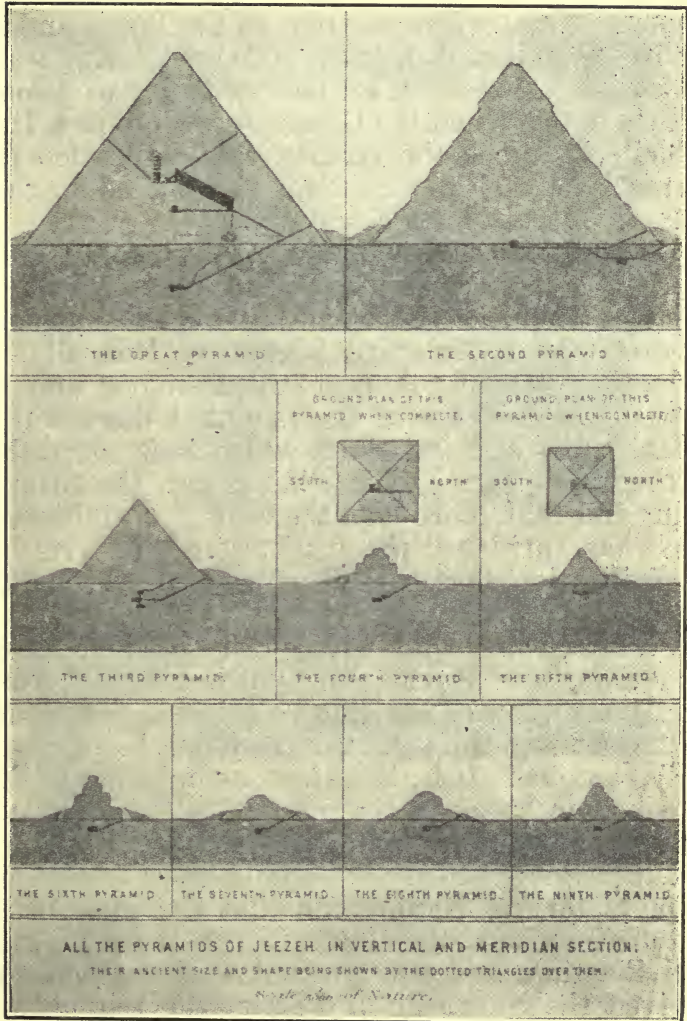 THE GREAT PYRAMID
THE SECOND PYRAMID
GROUND PLAN OF THIS
PYRAMID WHEN COMPLETE.
SOUTH
NORTH
GROUND PLAN OF THIS
PYRAMID WHEN COMPLETE
SOUTH
NORTH
THE THIRD PYRAMID.
THE FOURTH PYRAMID
THE FIFTH PYRAMID
THE SIXTH PYRAMID
THE SEVENTH PYRAMID.
THE EIGHTH PYRAMID.
THE NINTH PYRAMID
ALL THE PYRAMIDS OF JEEZEH, IN VERTICAL AND MERIDIAN SECTION;
THEIR ANCIENT SIZE AND SHAPE BEING SHOWN BY THE DOTTED TRIANGLES OVER THEM.
Scale of Nature.